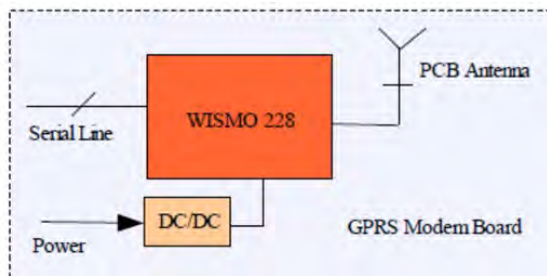 PCB Antenna
WISMO 228
Serial Line
DC/DC
GPRS Modem Board
Power